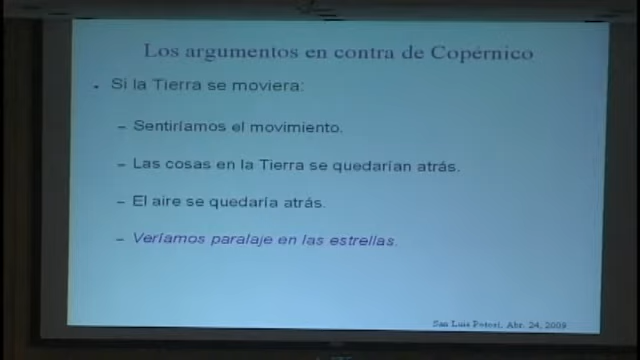 Los argumentos en contra de Copérnico
• Si la Tierra se moviera:
– Sentiríamos el movimiento.
– Las cosas en la Tierra se quedarían atrás.
– El aire se quedaría atrás.
– Veríamos paralaje en las estrellas.
San Luis Potosí, Abr. 24, 2009